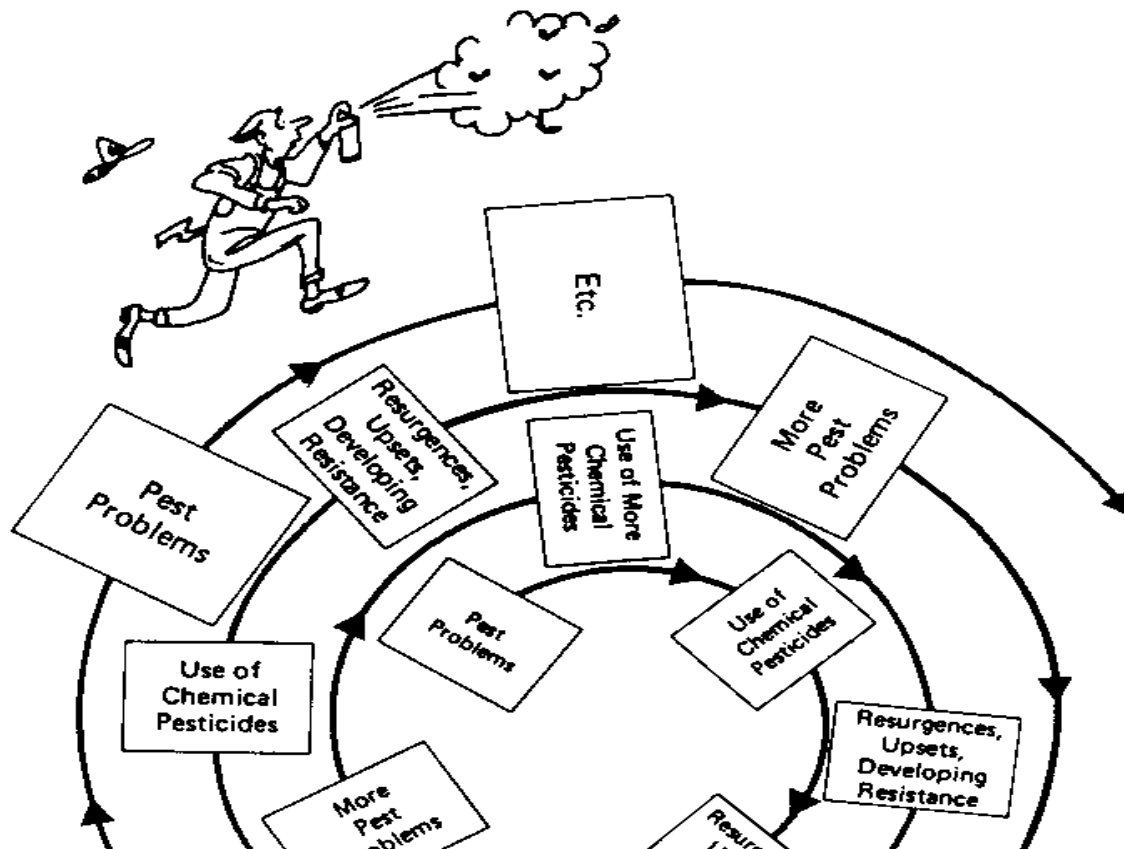 Etc.
Resurgences,
Upsets,
Developing
Resistance
More
Pest
Problems
Use of More
Chemical
Pesticides
Pest
Problems
Pest
Problems
Use of
Chemical
Pesticides
Use of
Chemical
Pesticides
Resurgences,
Upsets,
Developing
Resistance
More
Pest